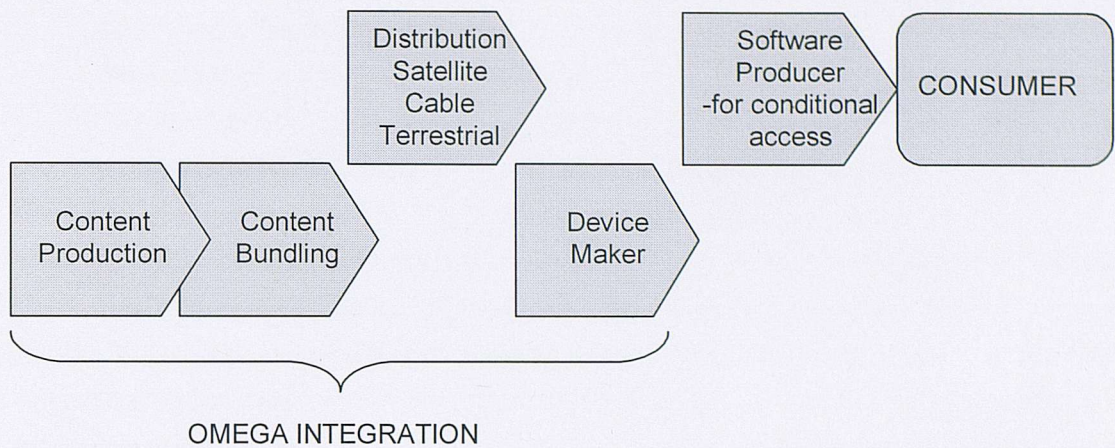 Distribution
Satellite
Cable
Terrestrial
Software
Producer
-for conditional
access
CONSUMER
Content
Production
Content
Bundling
Device
Maker
OMEGA INTEGRATION